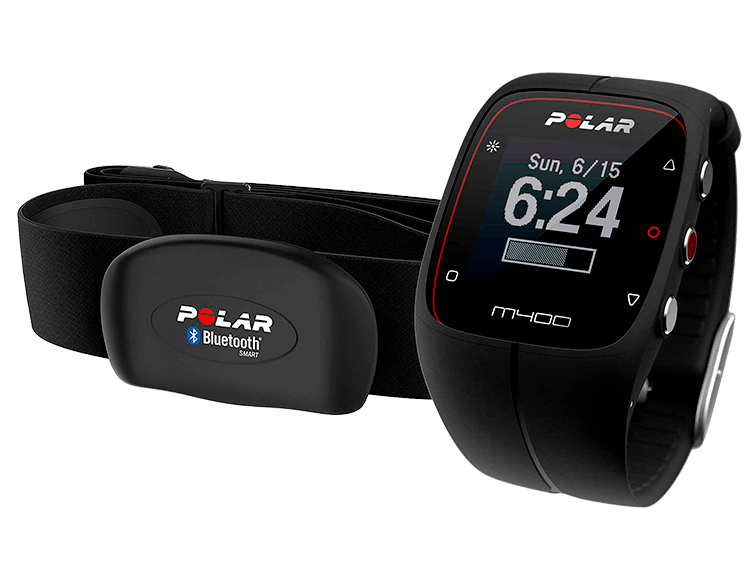 POLAR
Bluetooth®
SMART
POLAR
Sun, 6/15
6:24
M400